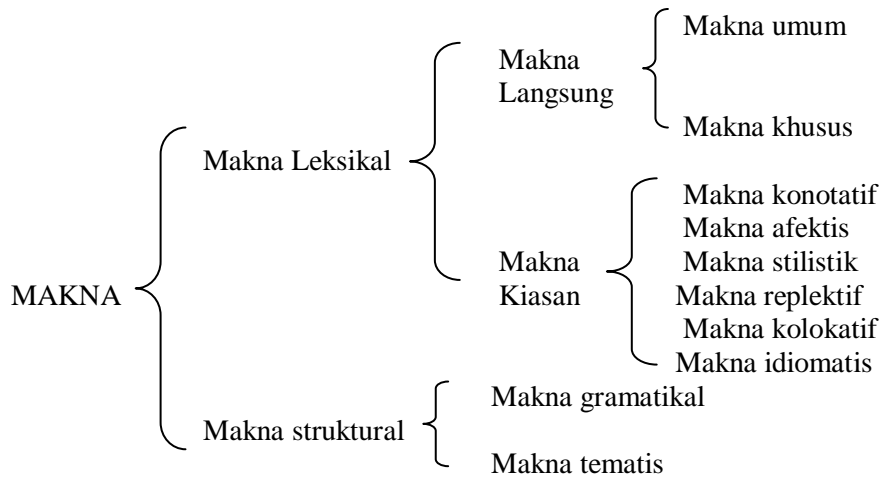 Makna umum
Makna
Langsung
Makna khusus
Makna Leksikal
Makna konotatif
Makna afektis
Makna stilistik
Makna
Kiasan
Makna replektif
Makna kolokatif
Makna idiomatis
MAKNA
Makna gramatikal
Makna struktural
Makna tematis